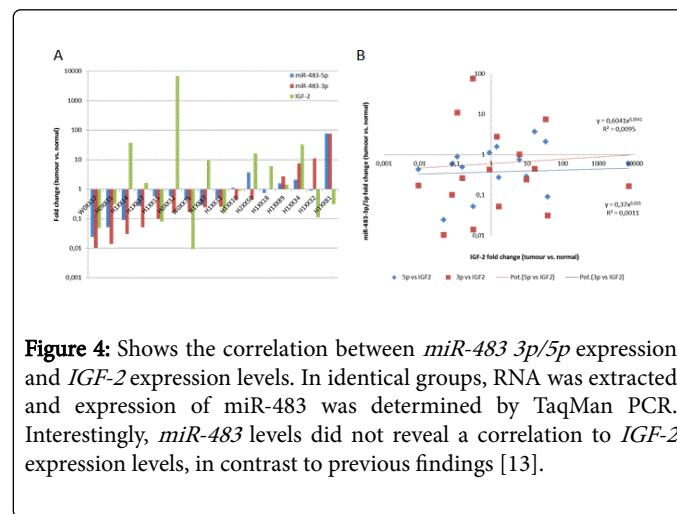 A
B
miR-483-5p
miR-483-3p
IGF-2
Fold change (tumour vs. normal)
10000
1000
100
10
1
0,1
0,01
0,001
miR-483-3p/5p fold change (tumour vs. normal)
100
10
1
0,1
0,01
0,001
0,01
0,1
1
10
100
1000
10000
y = 0,6041x^0,0541
R² = 0,0095
R² = 0,0011
IGF-2 fold change (tumour vs. normal)
5p vs IGF2
3p vs IGF2
Pot.(5p vs IGF2)
Pot.(3p vs IGF2)
Figure 4: Shows the correlation between miR-483 3p/5p expression
and IGF-2 expression levels. In identical groups, RNA was extracted
and expression of miR-483 was determined by TaqMan PCR.
Interestingly, miR-483 levels did not reveal a correlation to IGF-2
expression levels, in contrast to previous findings [13].